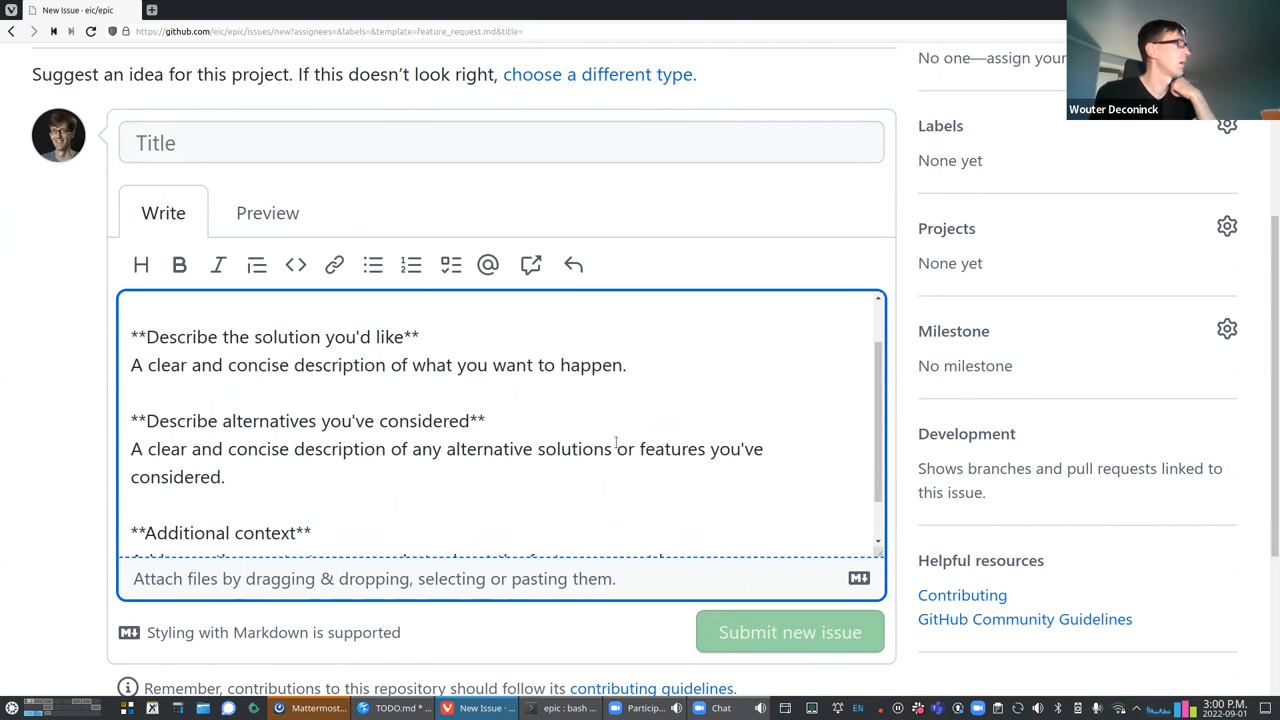 New Issue · eic/epic
https://github.com/eic/epic/issues/new?assignees=&labels=&template=feature_request.md&title=
Suggest an idea for this project. If this doesn't look right, choose a different type.
No one—assign your
Wouter Deconinck
Title
Labels
None yet
Write
Preview
Projects
None yet
**Describe the solution you'd like**
A clear and concise description of what you want to happen.
Milestone
No milestone
**Describe alternatives you've considered**
A clear and concise description of any alternative solutions or features you've
considered.
Development
Shows branches and pull requests linked to
this issue.
**Additional context**
Attach files by dragging & dropping, selecting or pasting them.
Helpful resources
Contributing
GitHub Community Guidelines
Styling with Markdown is supported
Submit new issue
Remember, contributions to this repository should follow its contributing guidelines.
Mattermost...
TODO.md * ...
New Issue · ...
epic : bash ...
Particip...
Chat
EN
3:00 P.M.
2022-09-01